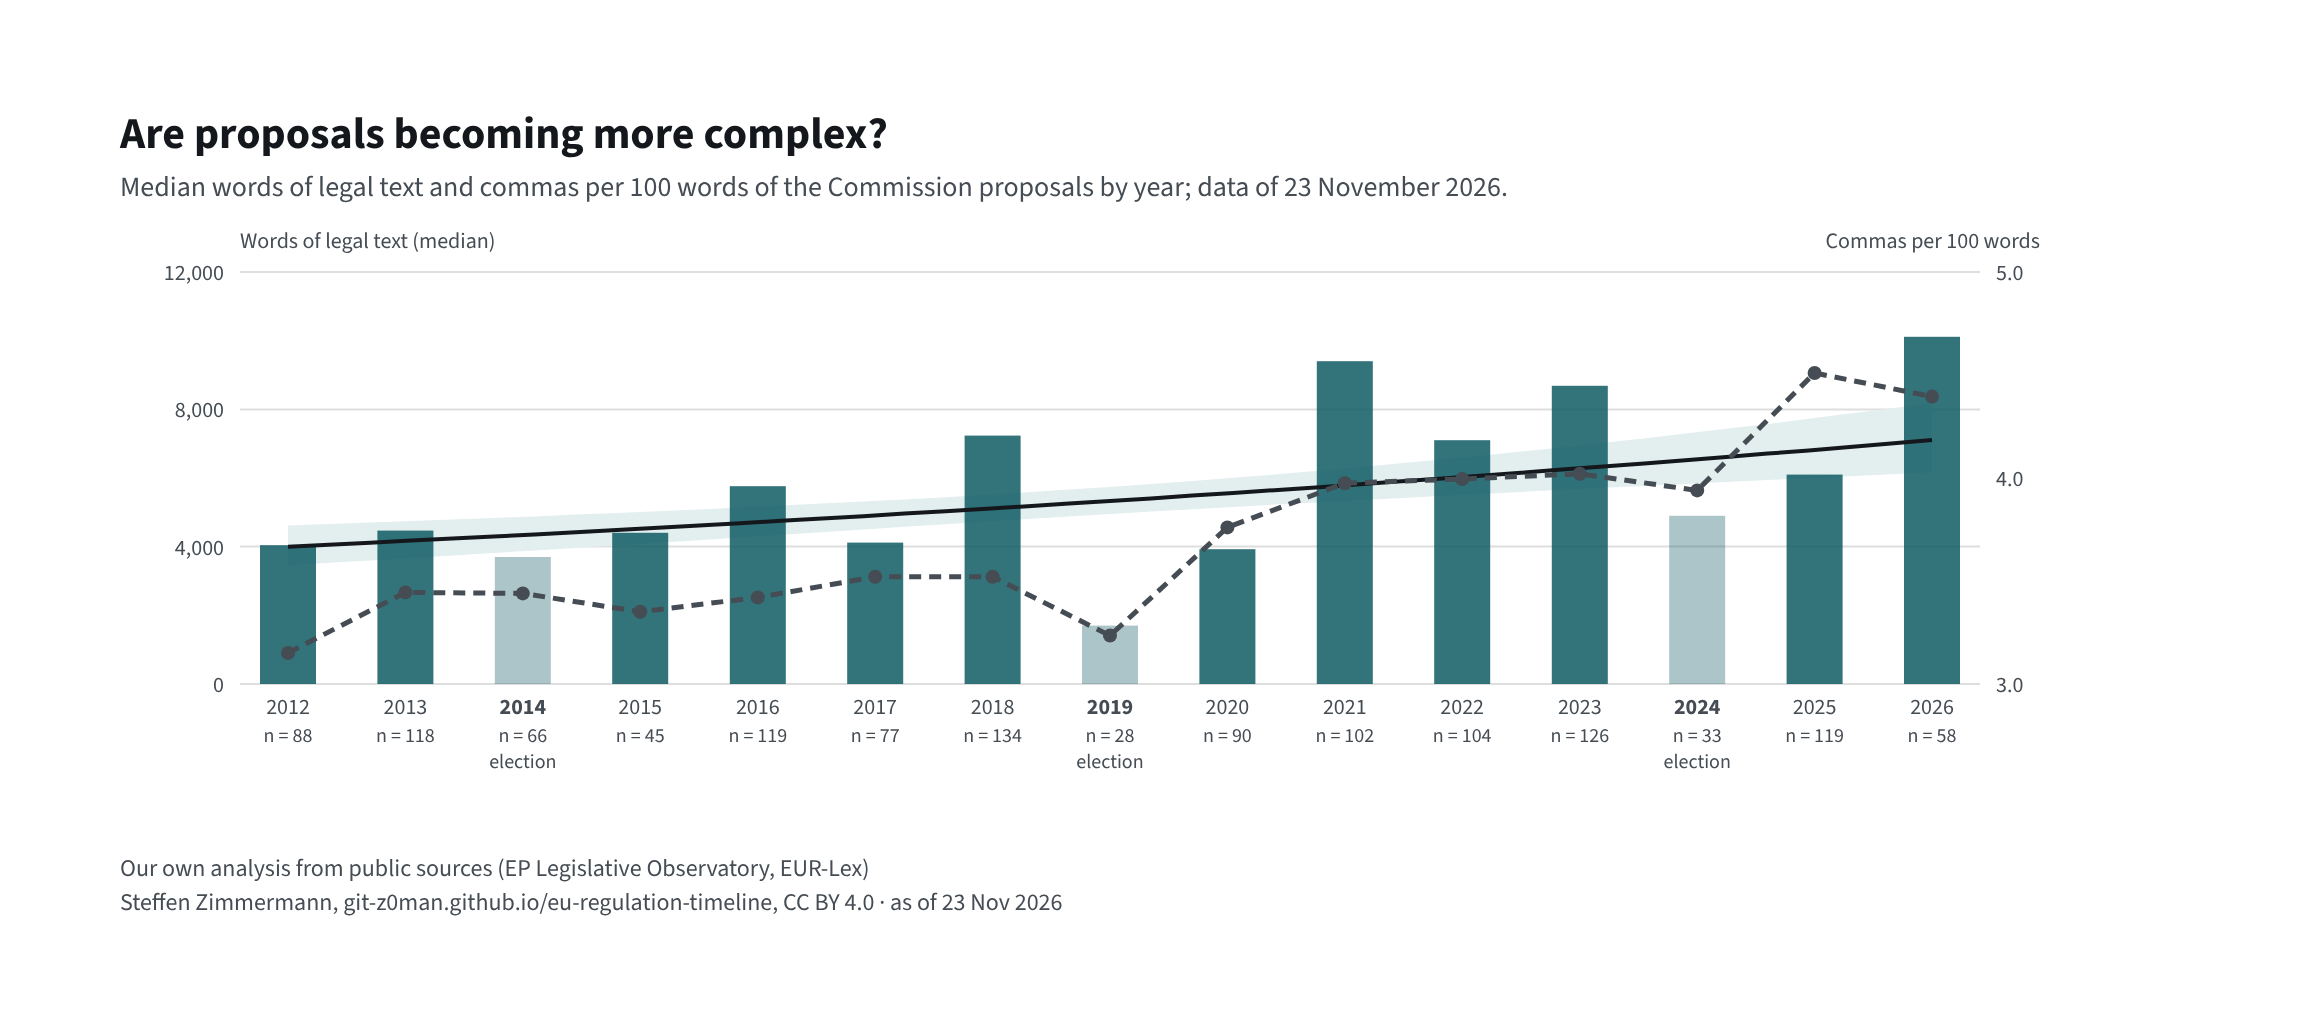 Are proposals becoming more complex?
Median words of legal text and commas per 100 words of the Commission proposals by year; data of 23 November 2026.
Words of legal text (median) Commas per 100 words
12,000 5.0
8,000
4.0
4,000
0 3.0
2012 2013 2014 2015 2016 2017 2018 2019 2020 2021 2022 2023 2024 2025 2026
n = 88 n = 118 n = 66 n = 45 n = 119 n = 77 n = 134 n = 28 n = 90 n = 102 n = 104 n = 126 n = 33 n = 119 n = 58
election election election
Our own analysis from public sources (EP Legislative Observatory, EUR-Lex)
Steffen Zimmermann, git-z0man.github.io/eu-regulation-timeline, CC BY 4.0 · as of 23 Nov 2026